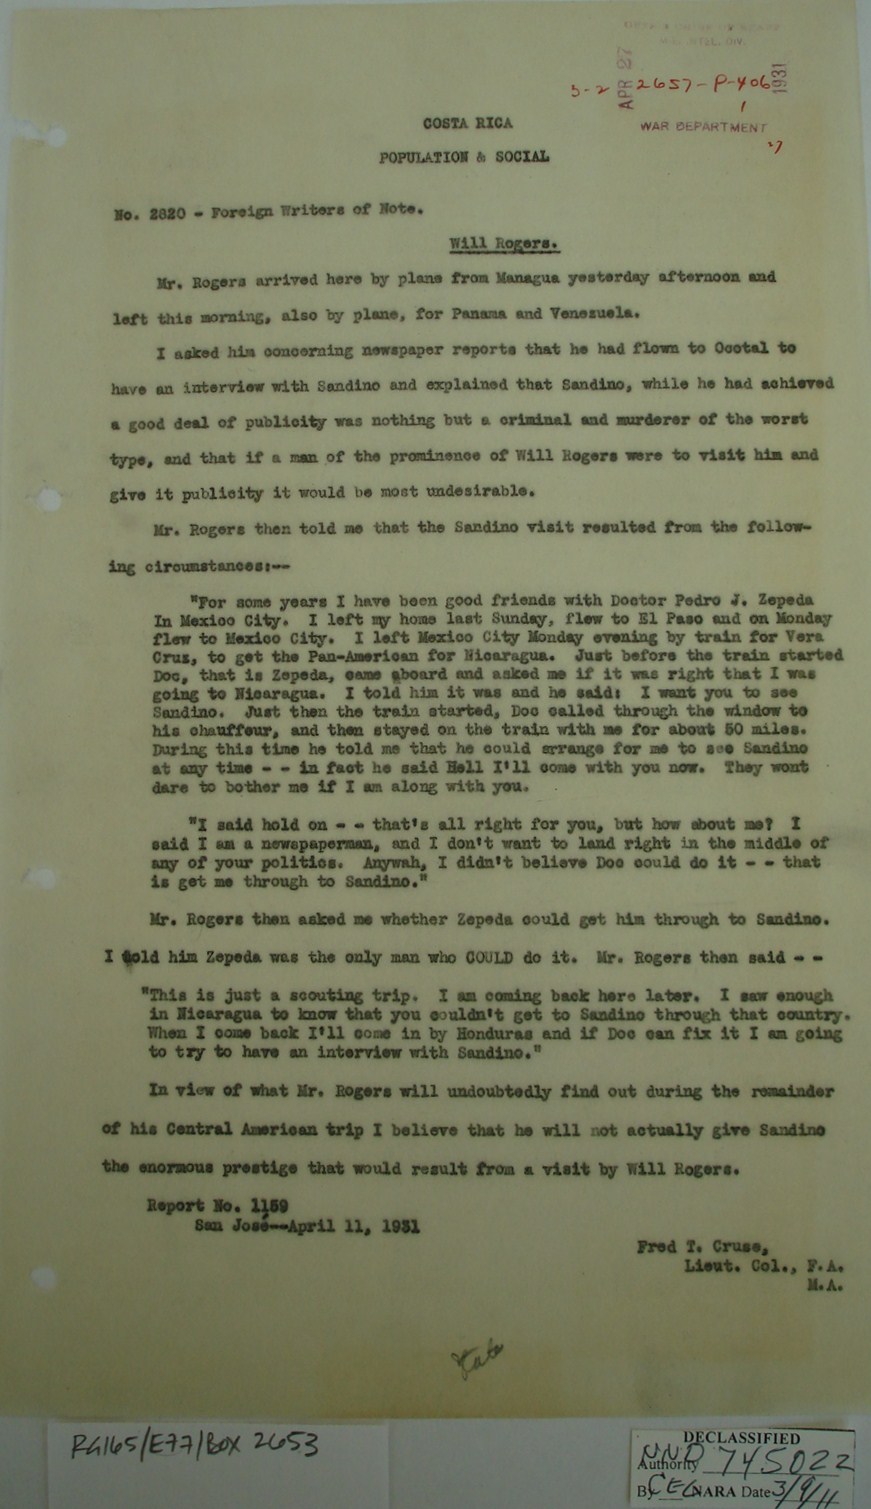 MIL. INTEL. DIV.
APR 27 1931
3-2 2657-P-406
1
WAR DEPARTMENT
27
COSTA RICA
POPULATION & SOCIAL
No. 2820 - Foreign Writers of Note.
Will Rogers.
Mr. Rogers arrived here by plane from Managua yesterday afternoon and
left this morning, also by plane, for Panama and Venezuela.
I asked him concerning newspaper reports that he had flown to Ocotal to
have an interview with Sandino and explained that Sandino, while he had achieved
a good deal of publicity was nothing but a criminal and murderer of the worst
type, and that if a man of the prominence of Will Rogers were to visit him and
give it publicity it would be most undesirable.
Mr. Rogers then told me that the Sandino visit resulted from the follow-
ing circumstances:--
"For some years I have been good friends with Doctor Pedro J. Zepeda
In Mexico City. I left my home last Sunday, flew to El Paso and on Monday
flew to Mexico City. I left Mexico City Monday evening by train for Vera
Cruz, to get the Pan-American for Nicaragua. Just before the train started
Doc, that is Zepeda, came aboard and asked me if it was right that I was
going to Nicaragua. I told him it was and he said: I want you to see
Sandino. Just then the train started, Doc called through the window to
his chauffeur, and then stayed on the train with me for about 50 miles.
During this time he told me that he could arrange for me to see Sandino
at any time - - in fact he said Hell I'll come with you now. They wont
dare to bother me if I am along with you.
"I said hold on - - that's all right for you, but how about me? I
said I am a newspaperman, and I don't want to land right in the middle of
any of your politics. Anywah, I didn't believe Doc could do it - - that
is get me through to Sandino."
Mr. Rogers then asked me whether Zepeda could get him through to Sandino.
I told him Zepeda was the only man who COULD do it. Mr. Rogers then said - -
"This is just a scouting trip. I am coming back here later. I saw enough
in Nicaragua to know that you couldn't get to Sandino through that country.
When I come back I'll come in by Honduras and if Doc can fix it I am going
to try to have an interview with Sandino."
In view of what Mr. Rogers will undoubtedly find out during the remainder
of his Central American trip I believe that he will not actually give Sandino
the enormous prestige that would result from a visit by Will Rogers.
Report No. 1159
San José--April 11, 1931
Fred T. Cruse,
Lieut. Col., F.A.
M.A.
RG165/E77/BOX 2653
DECLASSIFIED
Authority NND 745022
By CEC NARA Date 3/9/11